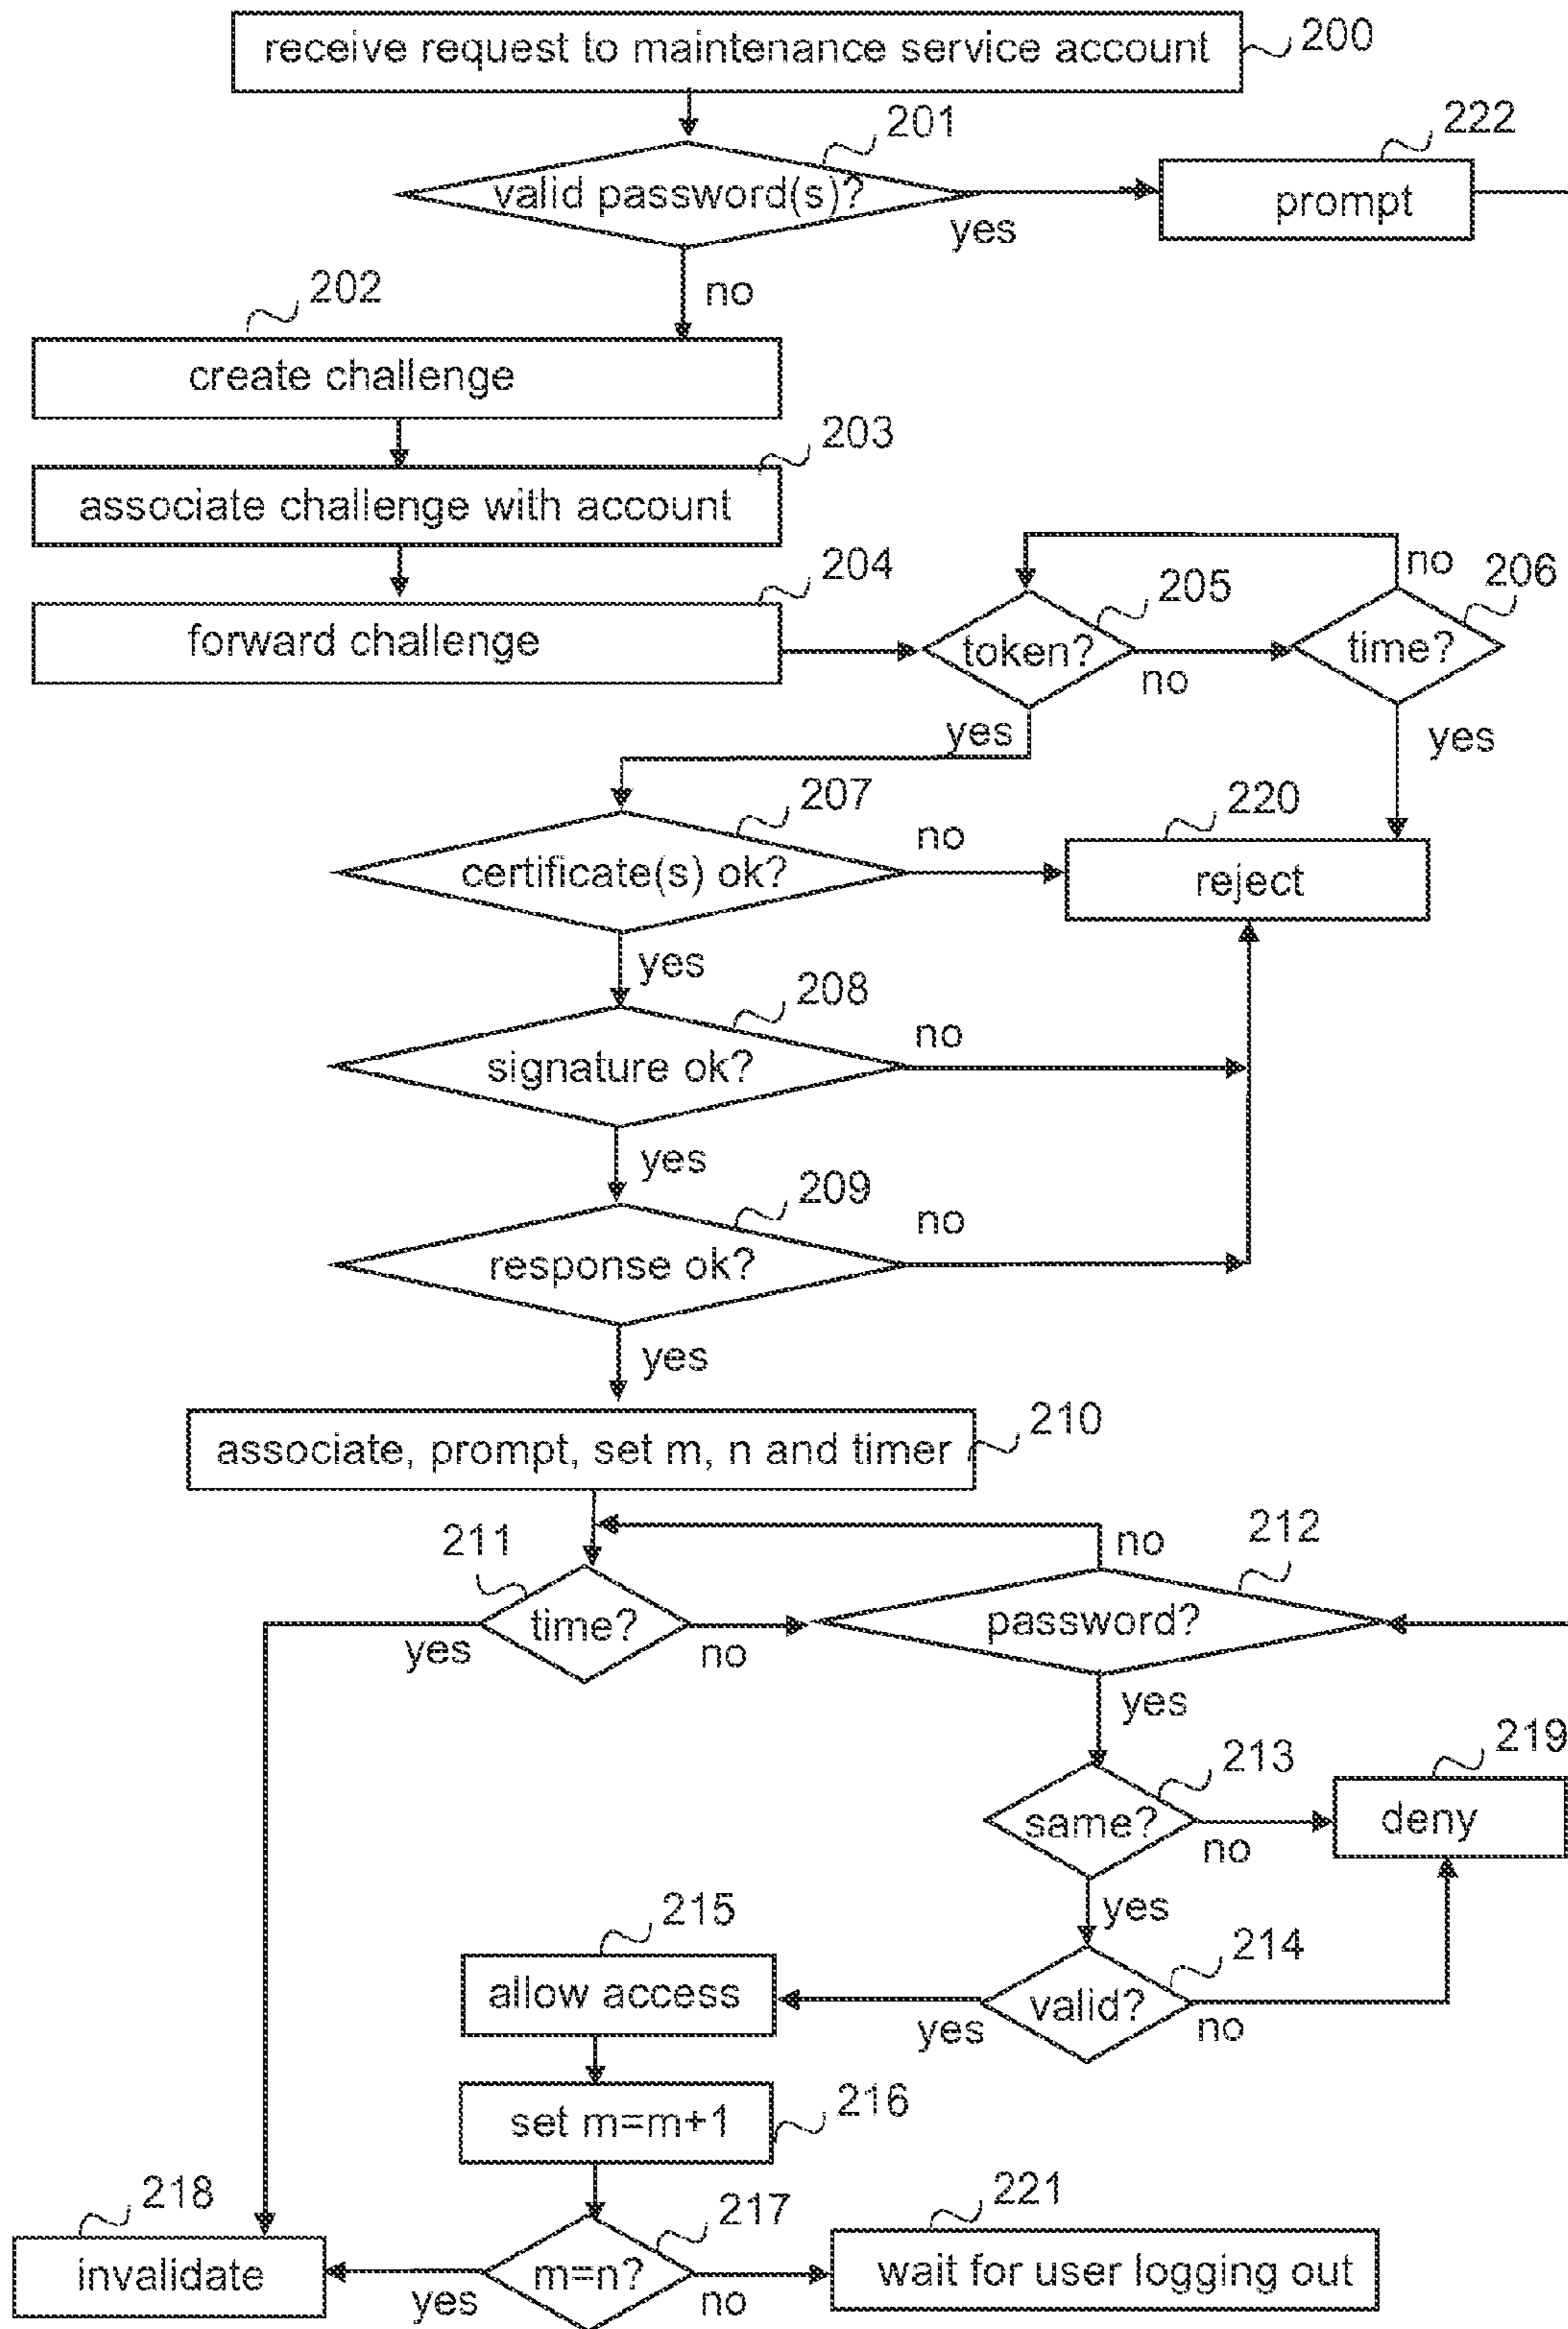 receive request to maintenance service account
200
201
222
valid password(s)?
prompt
yes
202
no
create challenge
203
associate challenge with account
204
no
206
205
forward challenge
token?
time?
no
yes
yes
207
220
no
certificate(s) ok?
reject
yes
208
no
signature ok?
yes
209
no
response ok?
yes
210
associate, prompt, set m, n and timer
211
no
212
time?
password?
yes
no
yes
213
219
same?
deny
no
215
yes
214
allow access
valid?
yes
no
set m=m+1
216
218
217
221
invalidate
m=n?
wait for user logging out
yes
no